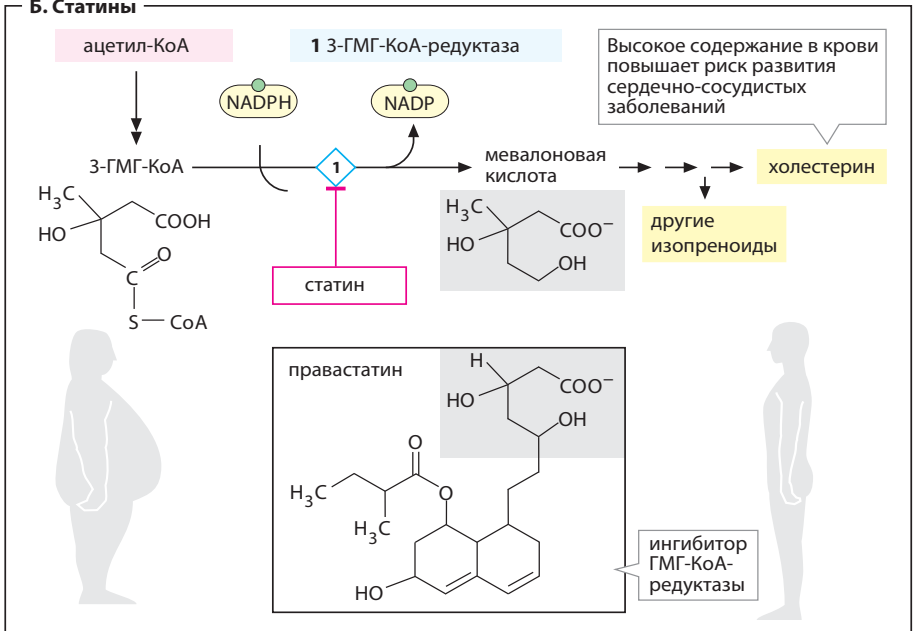 Б. Статины
ацетил-КоА
1 3-ГМГ-КоА-редуктаза
Высокое содержание в крови
повышает риск развития
сердечно-сосудистых
заболеваний
NADPH
NADP
3-ГМГ-КоА
1
мевалоновая
кислота
холестерин
H₃C
COOH
HO
O
C
S
CoA
H₃C
COO⁻
HO
OH
другие
изопреноиды
статин
правастатин
H
COO⁻
HO
OH
O
H₃C
O
H₃C
HO
ингибитор
ГМГ-КоА-
редуктазы